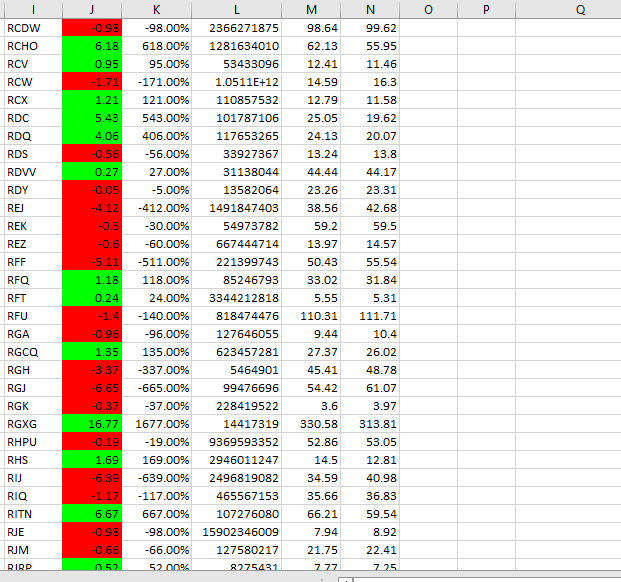 I J K L M N O P Q
RCDW -0.98 -98.00% 2366271875 98.64 99.62
RCHO 6.18 618.00% 1281634010 62.13 55.95
RCV 0.95 95.00% 53433096 12.41 11.46
RCW -1.71 -171.00% 1.0511E+12 14.59 16.3
RCX 1.21 121.00% 110857532 12.79 11.58
RDC 5.43 543.00% 101787106 25.05 19.62
RDQ 4.06 406.00% 117653265 24.13 20.07
RDS -0.56 -56.00% 33927367 13.24 13.8
RDVV 0.27 27.00% 31138044 44.44 44.17
RDY -0.05 -5.00% 13582064 23.26 23.31
REJ -4.12 -412.00% 1491847403 38.56 42.68
REK -0.3 -30.00% 54973782 59.2 59.5
REZ -0.6 -60.00% 667444714 13.97 14.57
RFF -5.11 -511.00% 221399743 50.43 55.54
RFQ 1.18 118.00% 85246793 33.02 31.84
RFT 0.24 24.00% 3344212818 5.55 5.31
RFU -1.4 -140.00% 818474476 110.31 111.71
RGA -0.96 -96.00% 127646055 9.44 10.4
RGCQ 1.35 135.00% 623457281 27.37 26.02
RGH -3.37 -337.00% 5464901 45.41 48.78
RGJ -6.65 -665.00% 99476696 54.42 61.07
RGK -0.37 -37.00% 228419522 3.6 3.97
RGXG 16.77 1677.00% 14417319 330.58 313.81
RHPU -0.19 -19.00% 9369593352 52.86 53.05
RHS 1.69 169.00% 2946011247 14.5 12.81
RIJ -6.39 -639.00% 2496819082 34.59 40.98
RIQ -1.17 -117.00% 465567153 35.66 36.83
RITN 6.67 667.00% 107276080 66.21 59.54
RJE -0.98 -98.00% 15902346009 7.94 8.92
RJM -0.66 -66.00% 127580217 21.75 22.41
RJRP 0.52 52.00% 8275431 7.77 7.25